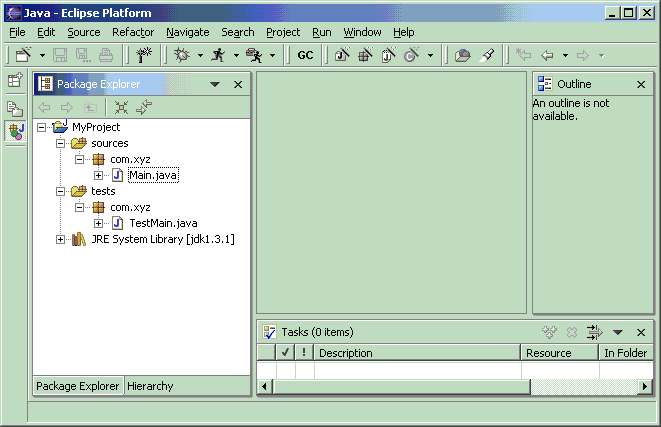 Java - Eclipse Platform
File Edit Source Refactor Navigate Search Project Run Window Help
GC
Package Explorer
Outline
An outline is not
available.
MyProject
sources
com.xyz
Main.java
tests
com.xyz
TestMain.java
JRE System Library [jdk1.3.1]
Tasks (0 items)
! Description Resource In Folder
Package Explorer Hierarchy